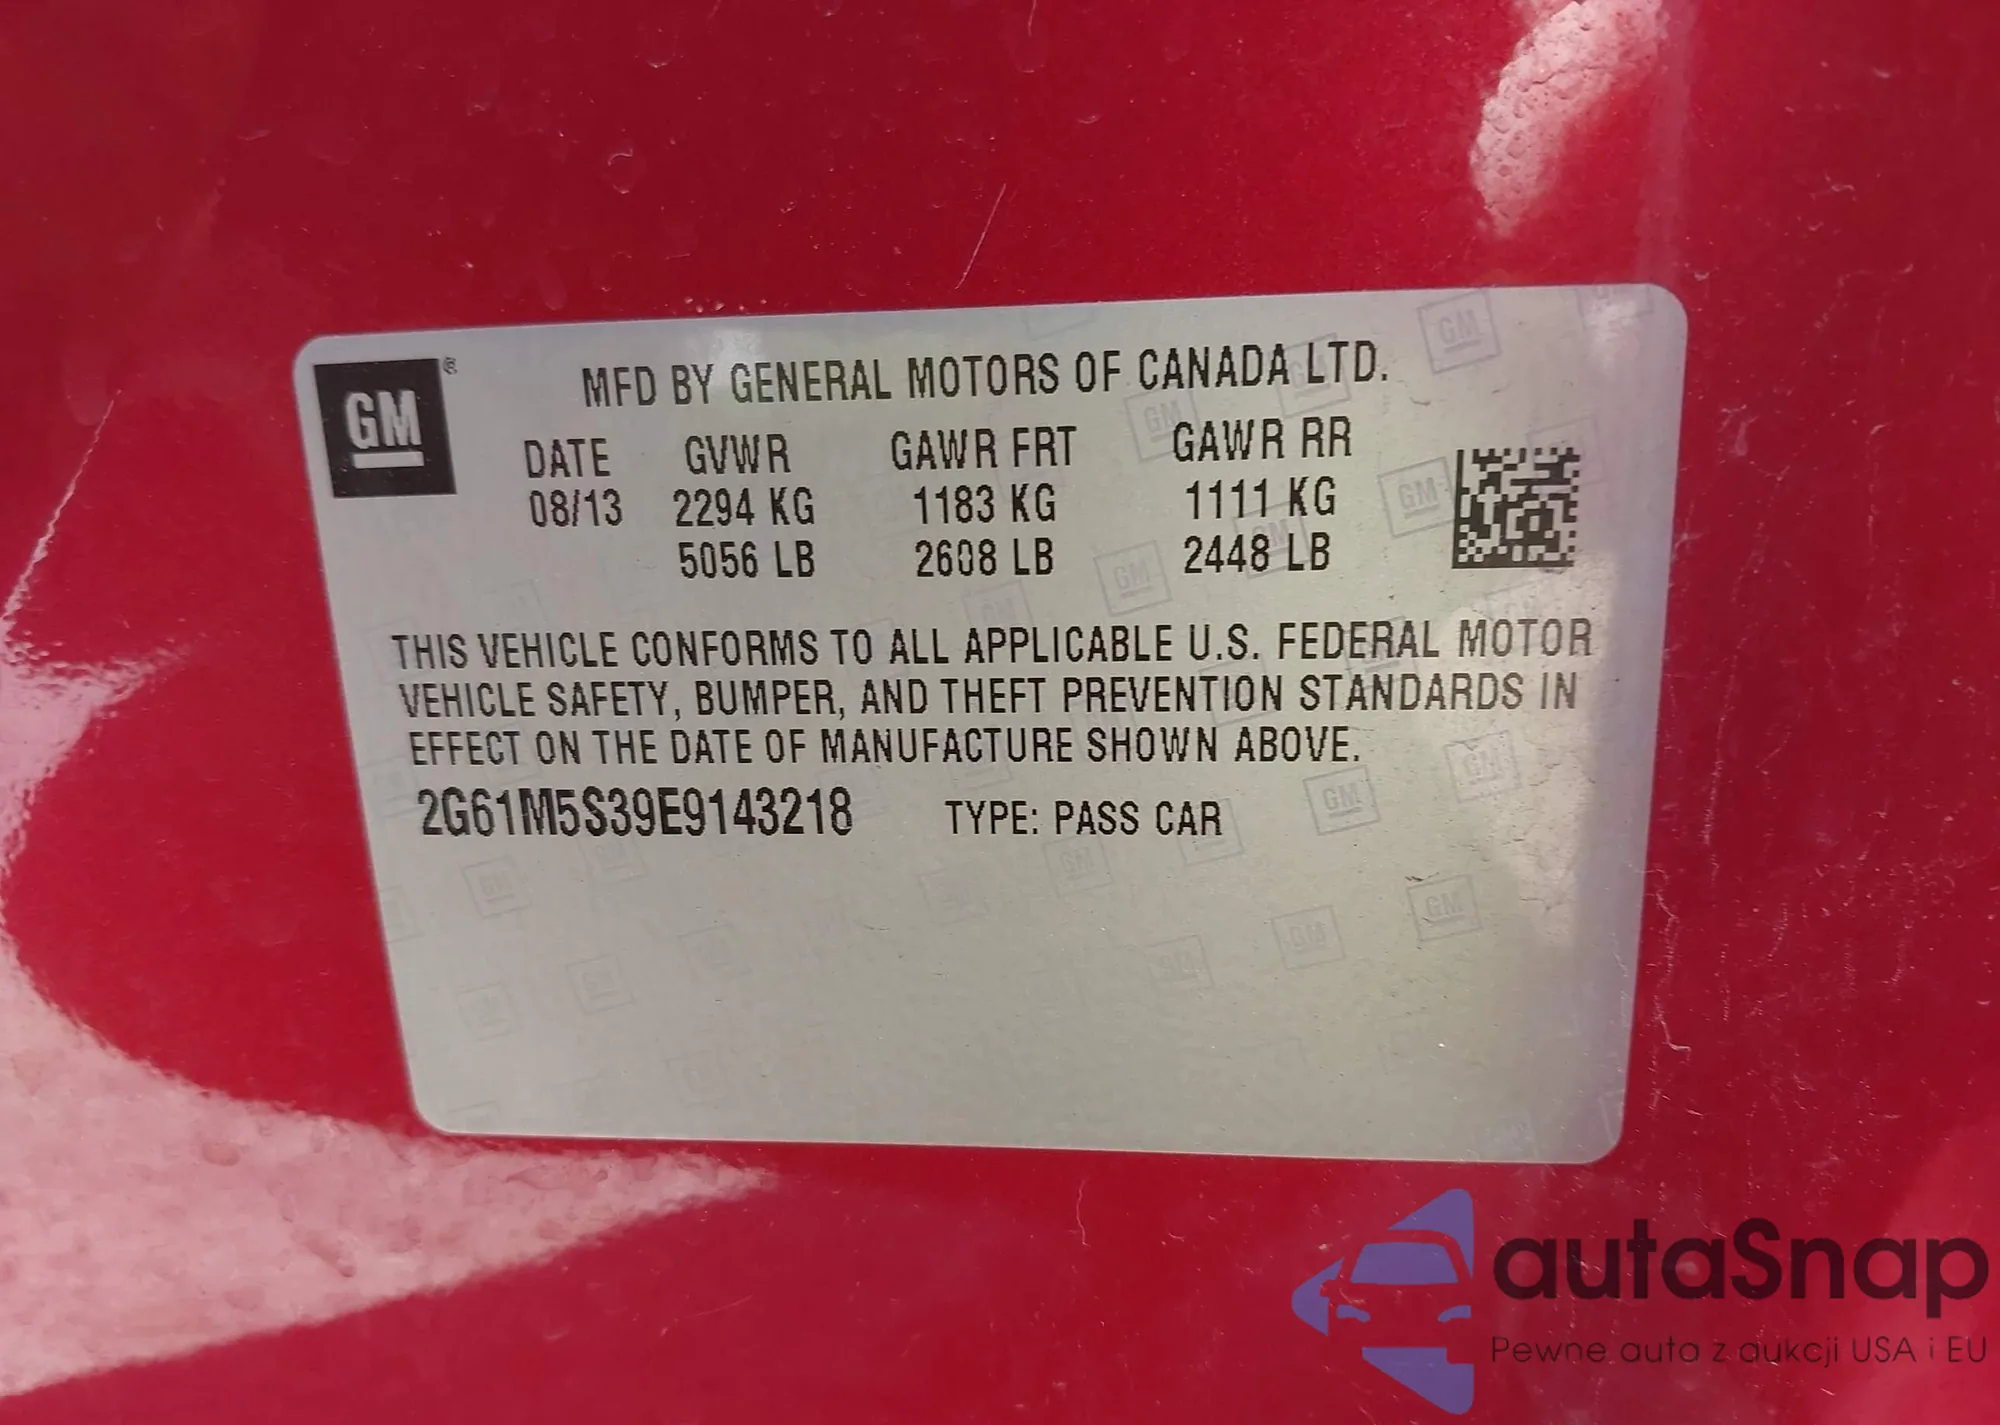 GM®
MFD BY GENERAL MOTORS OF CANADA LTD.
DATE GVWR GAWR FRT GAWR RR
08/13 2294 KG 1183 KG 1111 KG
5056 LB 2608 LB 2448 LB
THIS VEHICLE CONFORMS TO ALL APPLICABLE U.S. FEDERAL MOTOR
VEHICLE SAFETY, BUMPER, AND THEFT PREVENTION STANDARDS IN
EFFECT ON THE DATE OF MANUFACTURE SHOWN ABOVE.
2G61M5S39E9143218 TYPE: PASS CAR
autaSnap
Pewne auta z aukcji USA i EU